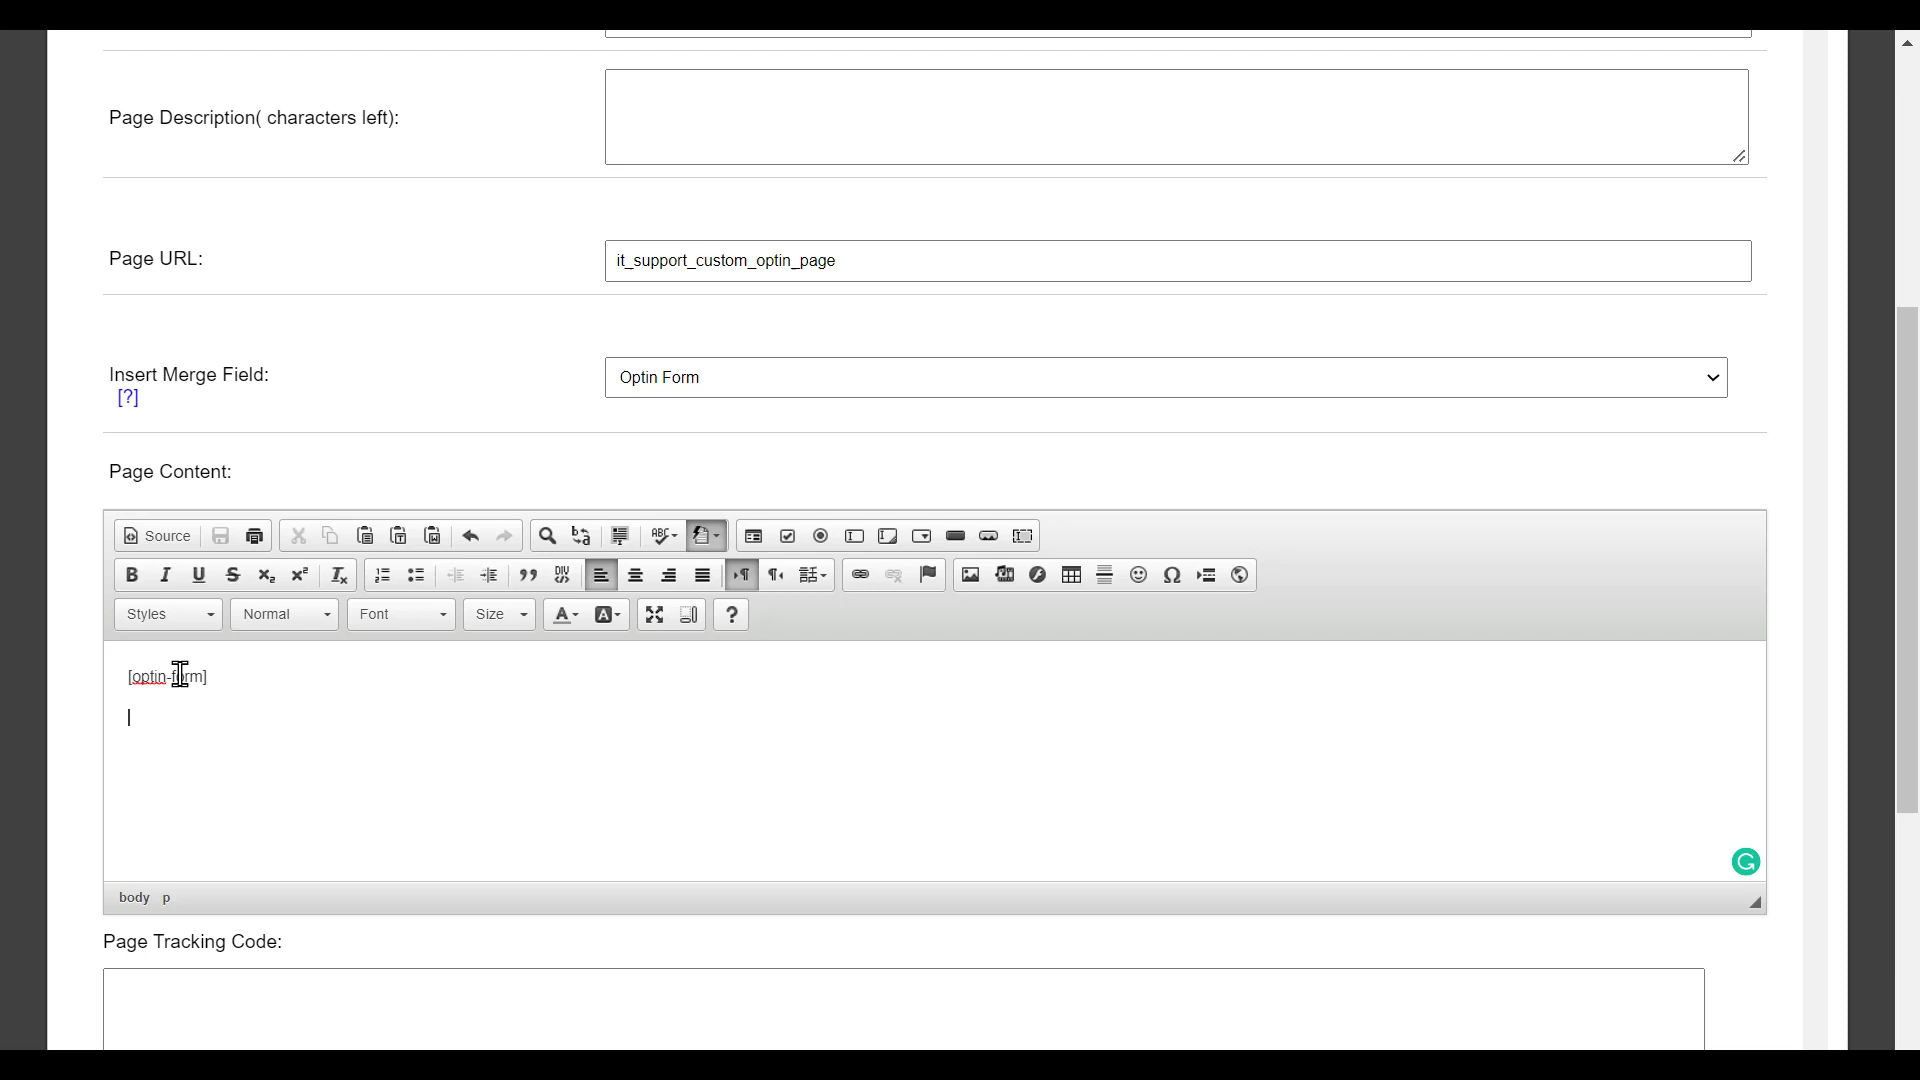 Page Description( characters left):
Page URL:
it_support_custom_optin_page
Insert Merge Field:
Optin Form
[?]
Page Content:
Source
Styles Normal Font Size
[optin-form]
body p
Page Tracking Code: